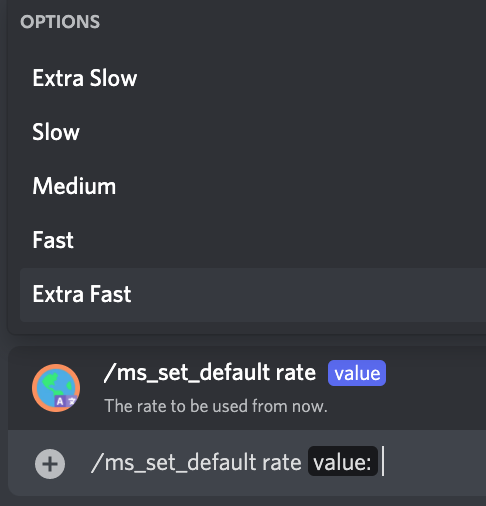 OPTIONS
Extra Slow
Slow
Medium
Fast
Extra Fast
/ms_set_default rate value
The rate to be used from now.
/ms_set_default rate value: